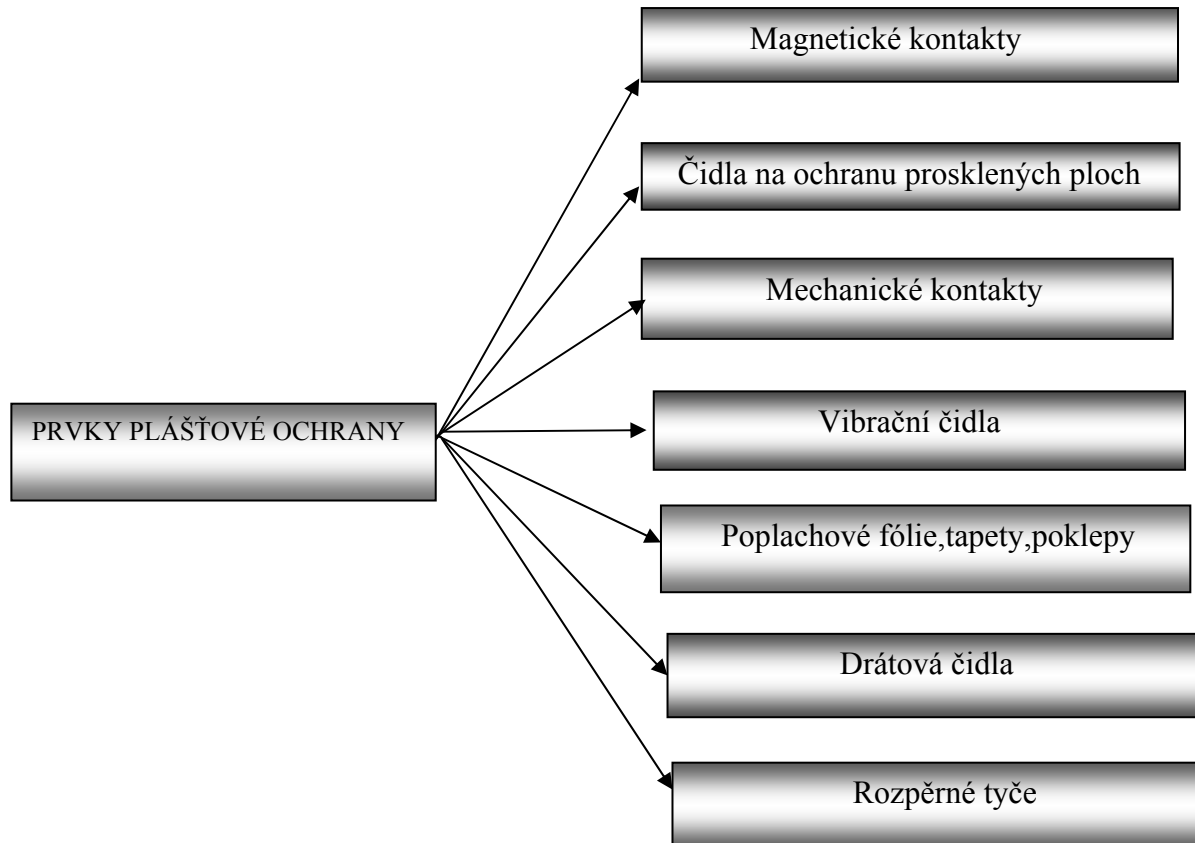 Magnetické kontakty
Čidla na ochranu prosklených ploch
Mechanické kontakty
PRVKY PLÁŠŤOVÉ OCHRANY
Vibrační čidla
Poplachové fólie,tapety,poklepy
Drátová čidla
Rozpěrné tyče